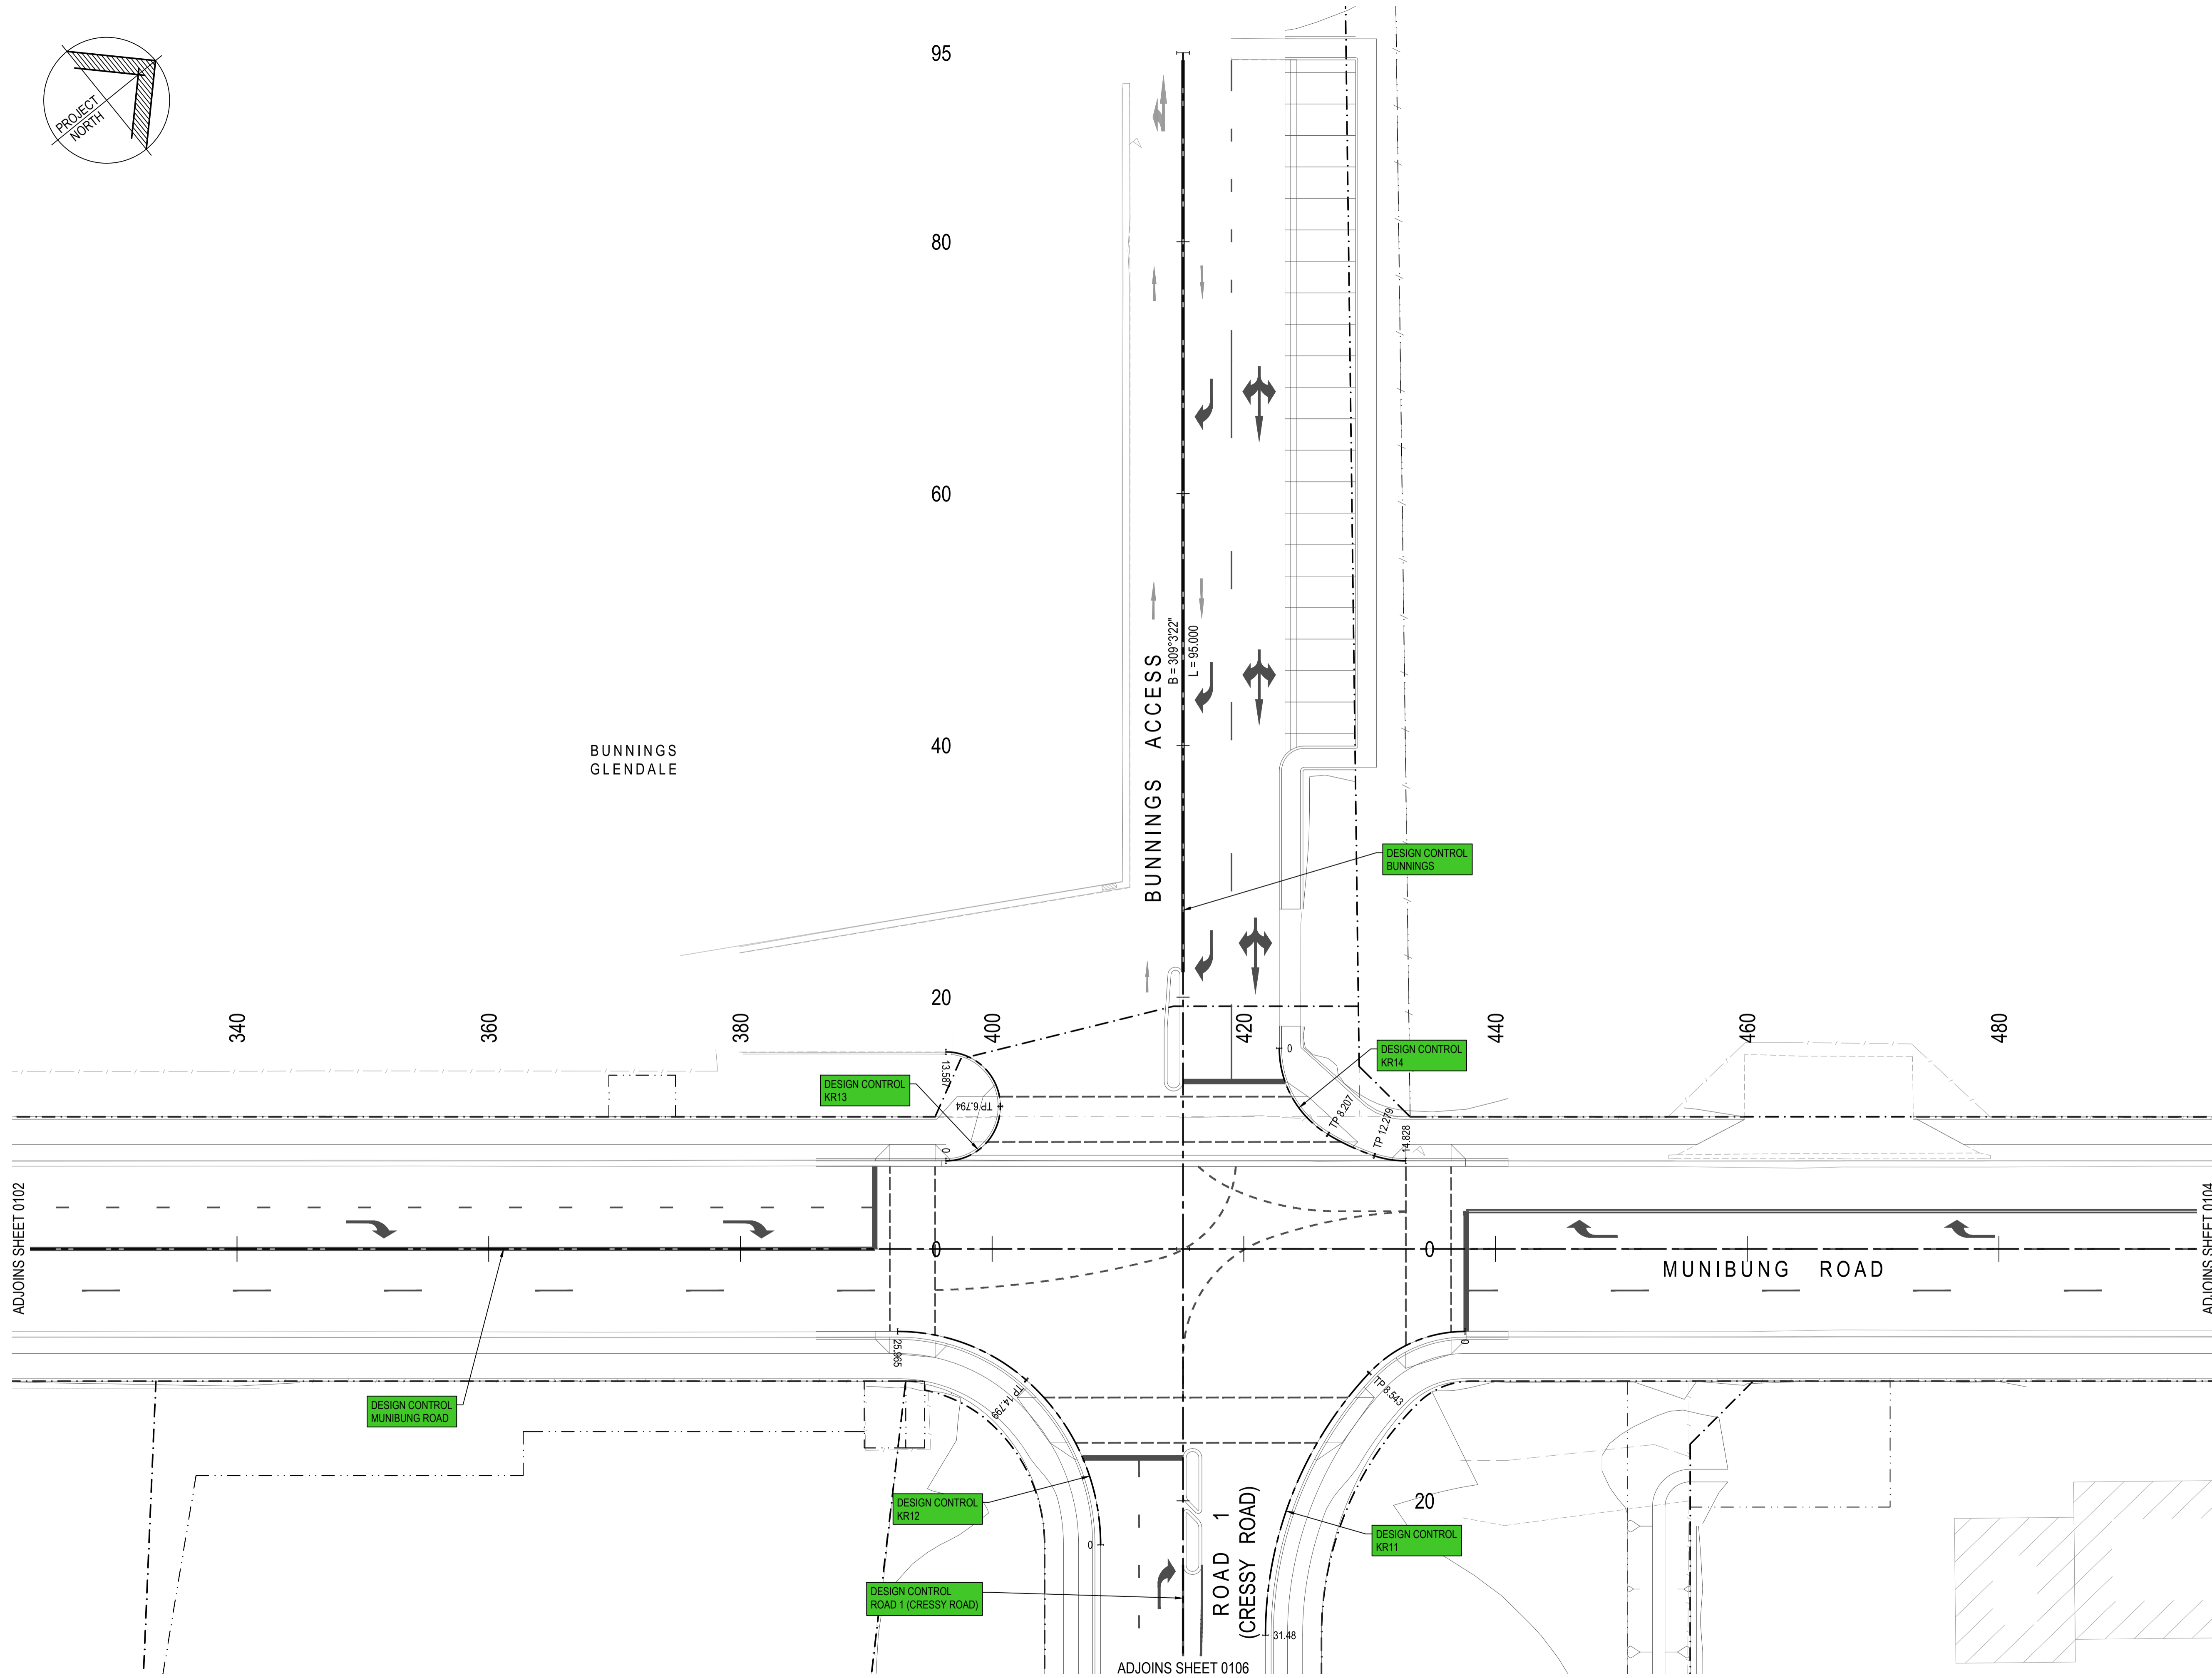 PROJECT
NORTH
95
80
60
40
20
BUNNINGS ACCESS
B = 309°3'22"
L = 95.000
BUNNINGS
GLENDALE
DESIGN CONTROL
BUNNINGS
340
360
380
400
420
440
460
480
DESIGN CONTROL
KR13
13.587
TP 6.794
0
0
DESIGN CONTROL
KR14
TP 8.207
TP 12.279
14.828
ADJOINS SHEET 0102
ADJOINS SHEET 0104
0
0
MUNIBUNG ROAD
DESIGN CONTROL
MUNIBUNG ROAD
25.965
TP 14.799
0
0
TP 8.543
31.48
DESIGN CONTROL
KR12
20
DESIGN CONTROL
KR11
DESIGN CONTROL
ROAD 1 (CRESSY ROAD)
ROAD 1
(CRESSY ROAD)
ADJOINS SHEET 0106